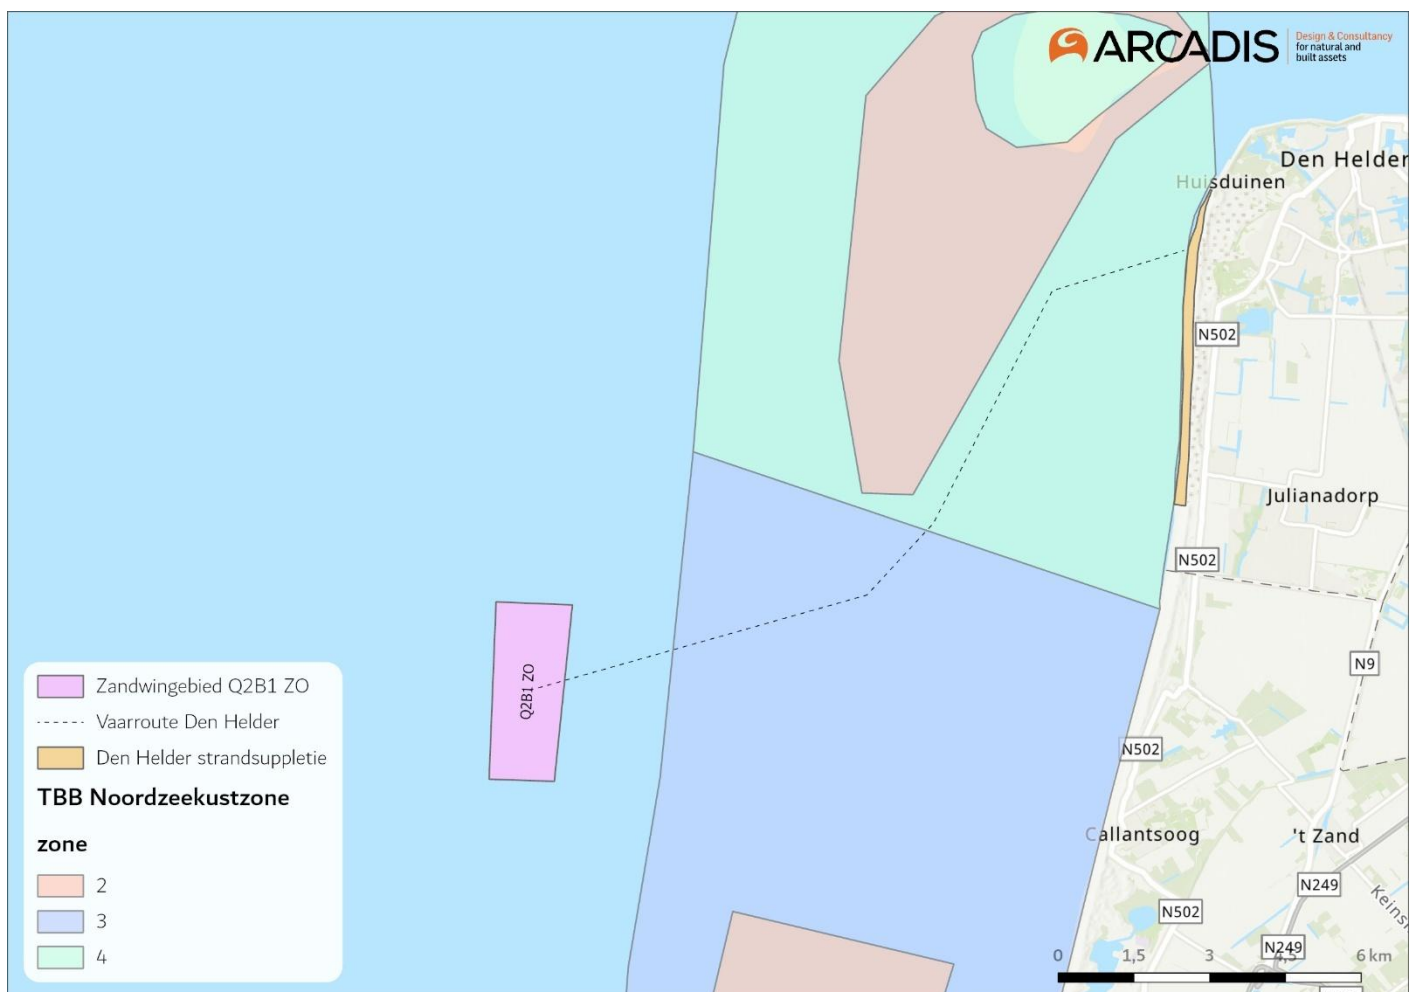 ARCADIS
Design & Consultancy
for natural and
built assets
Den Helder
Huisduinen
N502
Julianadorp
N502
N9
Q2B1 ZO
N502
Callantsoog
't Zand
N249
N502
N249
Zandwingebied Q2B1 ZO
Vaarroute Den Helder
Den Helder strandsuppletie
TBB Noordzeekustzone
zone
2
3
4
0 1,5 3 4,5 6 km